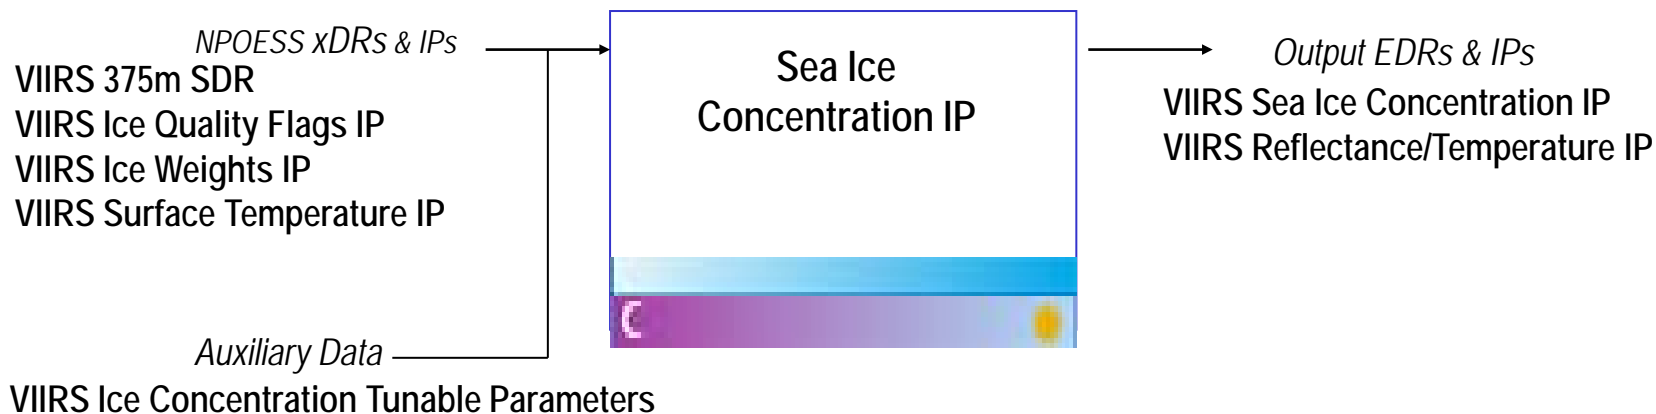 NPOESS xDRs & IPs
VIIRS 375m SDR
VIIRS Ice Quality Flags IP
VIIRS Ice Weights IP
VIIRS Surface Temperature IP
Auxiliary Data
VIIRS Ice Concentration Tunable Parameters
Sea Ice
Concentration IP
Output EDRs & IPs
VIIRS Sea Ice Concentration IP
VIIRS Reflectance/Temperature IP